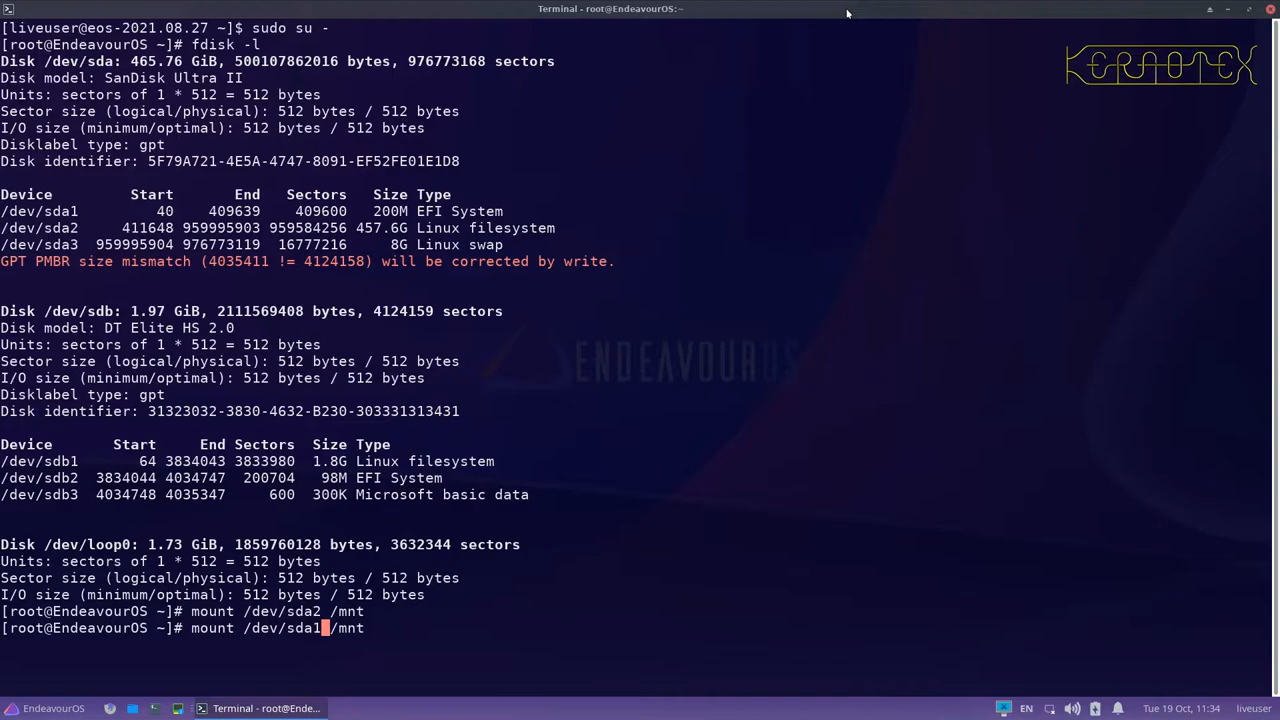 Terminal - root@EndeavourOS:~
[liveuser@eos-2021.08.27 ~]$ sudo su -
[root@EndeavourOS ~]# fdisk -l
Disk /dev/sda: 465.76 GiB, 500107862016 bytes, 976773168 sectors
Disk model: SanDisk Ultra II
Units: sectors of 1 * 512 = 512 bytes
Sector size (logical/physical): 512 bytes / 512 bytes
I/O size (minimum/optimal): 512 bytes / 512 bytes
Disklabel type: gpt
Disk identifier: 5F79A721-4E5A-4747-8091-EF52FE01E1D8
Device Start End Sectors Size Type
/dev/sda1 40 409639 409600 200M EFI System
/dev/sda2 411648 959995903 959584256 457.6G Linux filesystem
/dev/sda3 959995904 976773119 16777216 8G Linux swap
GPT PMBR size mismatch (4035411 != 4124158) will be corrected by write.
Disk /dev/sdb: 1.97 GiB, 2111569408 bytes, 4124159 sectors
Disk model: DT Elite HS 2.0
Units: sectors of 1 * 512 = 512 bytes
Sector size (logical/physical): 512 bytes / 512 bytes
I/O size (minimum/optimal): 512 bytes / 512 bytes
Disklabel type: gpt
Disk identifier: 31323032-3830-4632-B230-303331313431
Device Start End Sectors Size Type
/dev/sdb1 64 3834043 3833980 1.8G Linux filesystem
/dev/sdb2 3834044 4034747 200704 98M EFI System
/dev/sdb3 4034748 4035347 600 300K Microsoft basic data
Disk /dev/loop0: 1.73 GiB, 1859760128 bytes, 3632344 sectors
Units: sectors of 1 * 512 = 512 bytes
Sector size (logical/physical): 512 bytes / 512 bytes
I/O size (minimum/optimal): 512 bytes / 512 bytes
[root@EndeavourOS ~]# mount /dev/sda2 /mnt
[root@EndeavourOS ~]# mount /dev/sda1 /mnt
ENDEAVOUROS
EndeavourOS
Terminal - root@Ende...
EN
Tue 19 Oct, 11:34
liveuser